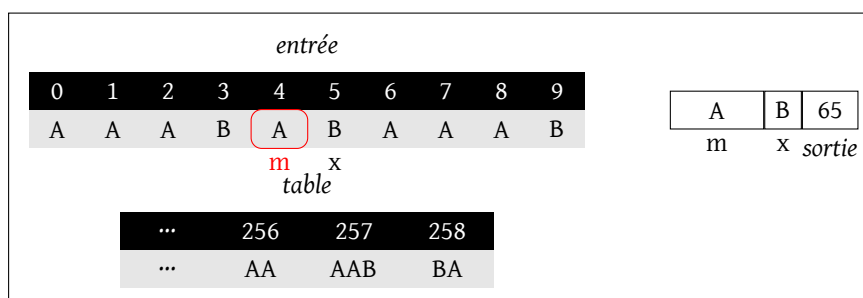 entrée
0 1 2 3 4 5 6 7 8 9
A A A B A B A A A B
m x
A B 65
m x sortie
table
... 256 257 258
... AA AAB BA